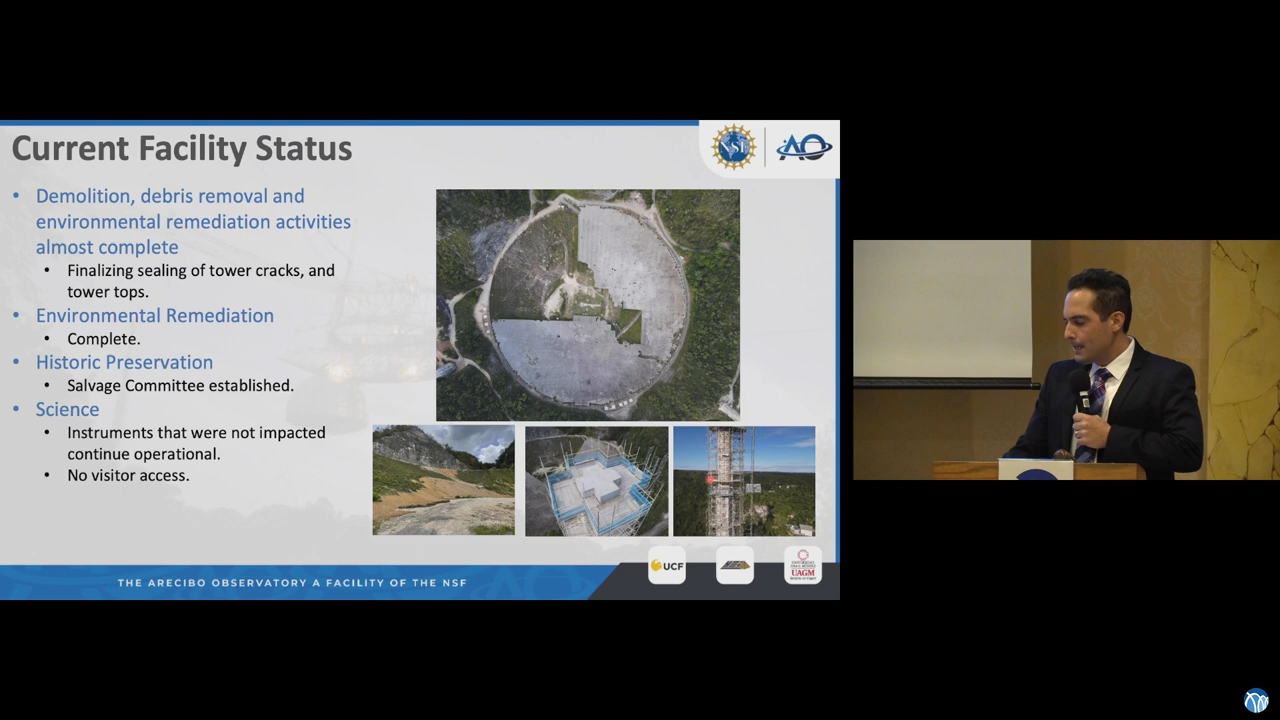 Current Facility Status
NSF
AO
• Demolition, debris removal and
environmental remediation activities
almost complete
• Finalizing sealing of tower cracks, and
tower tops.
• Environmental Remediation
• Complete.
• Historic Preservation
• Salvage Committee established.
• Science
• Instruments that were not impacted
continue operational.
• No visitor access.
THE ARECIBO OBSERVATORY A FACILITY OF THE NSF
UCF
UAGM